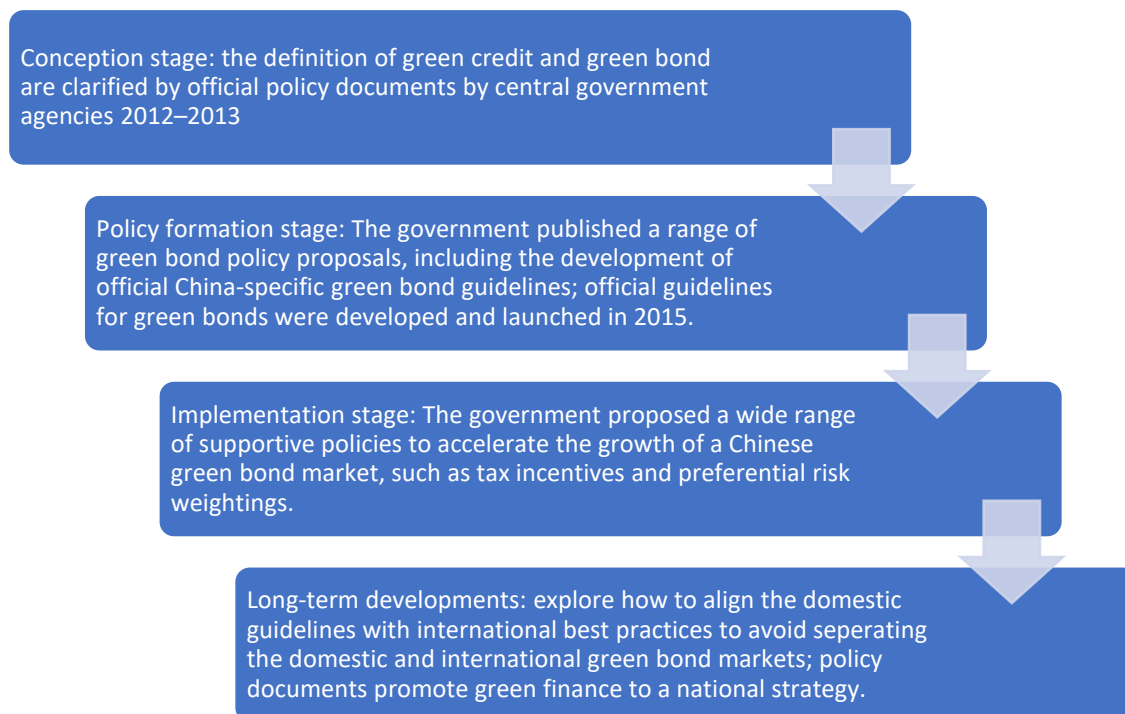 Conception stage: the definition of green credit and green bond
are clarified by official policy documents by central government
agencies 2012–2013
Policy formation stage: The government published a range of
green bond policy proposals, including the development of
official China-specific green bond guidelines; official guidelines
for green bonds were developed and launched in 2015.
Implementation stage: The government proposed a wide range
of supportive policies to accelerate the growth of a Chinese
green bond market, such as tax incentives and preferential risk
weightings.
Long-term developments: explore how to align the domestic
guidelines with international best practices to avoid seperating
the domestic and international green bond markets; policy
documents promote green finance to a national strategy.